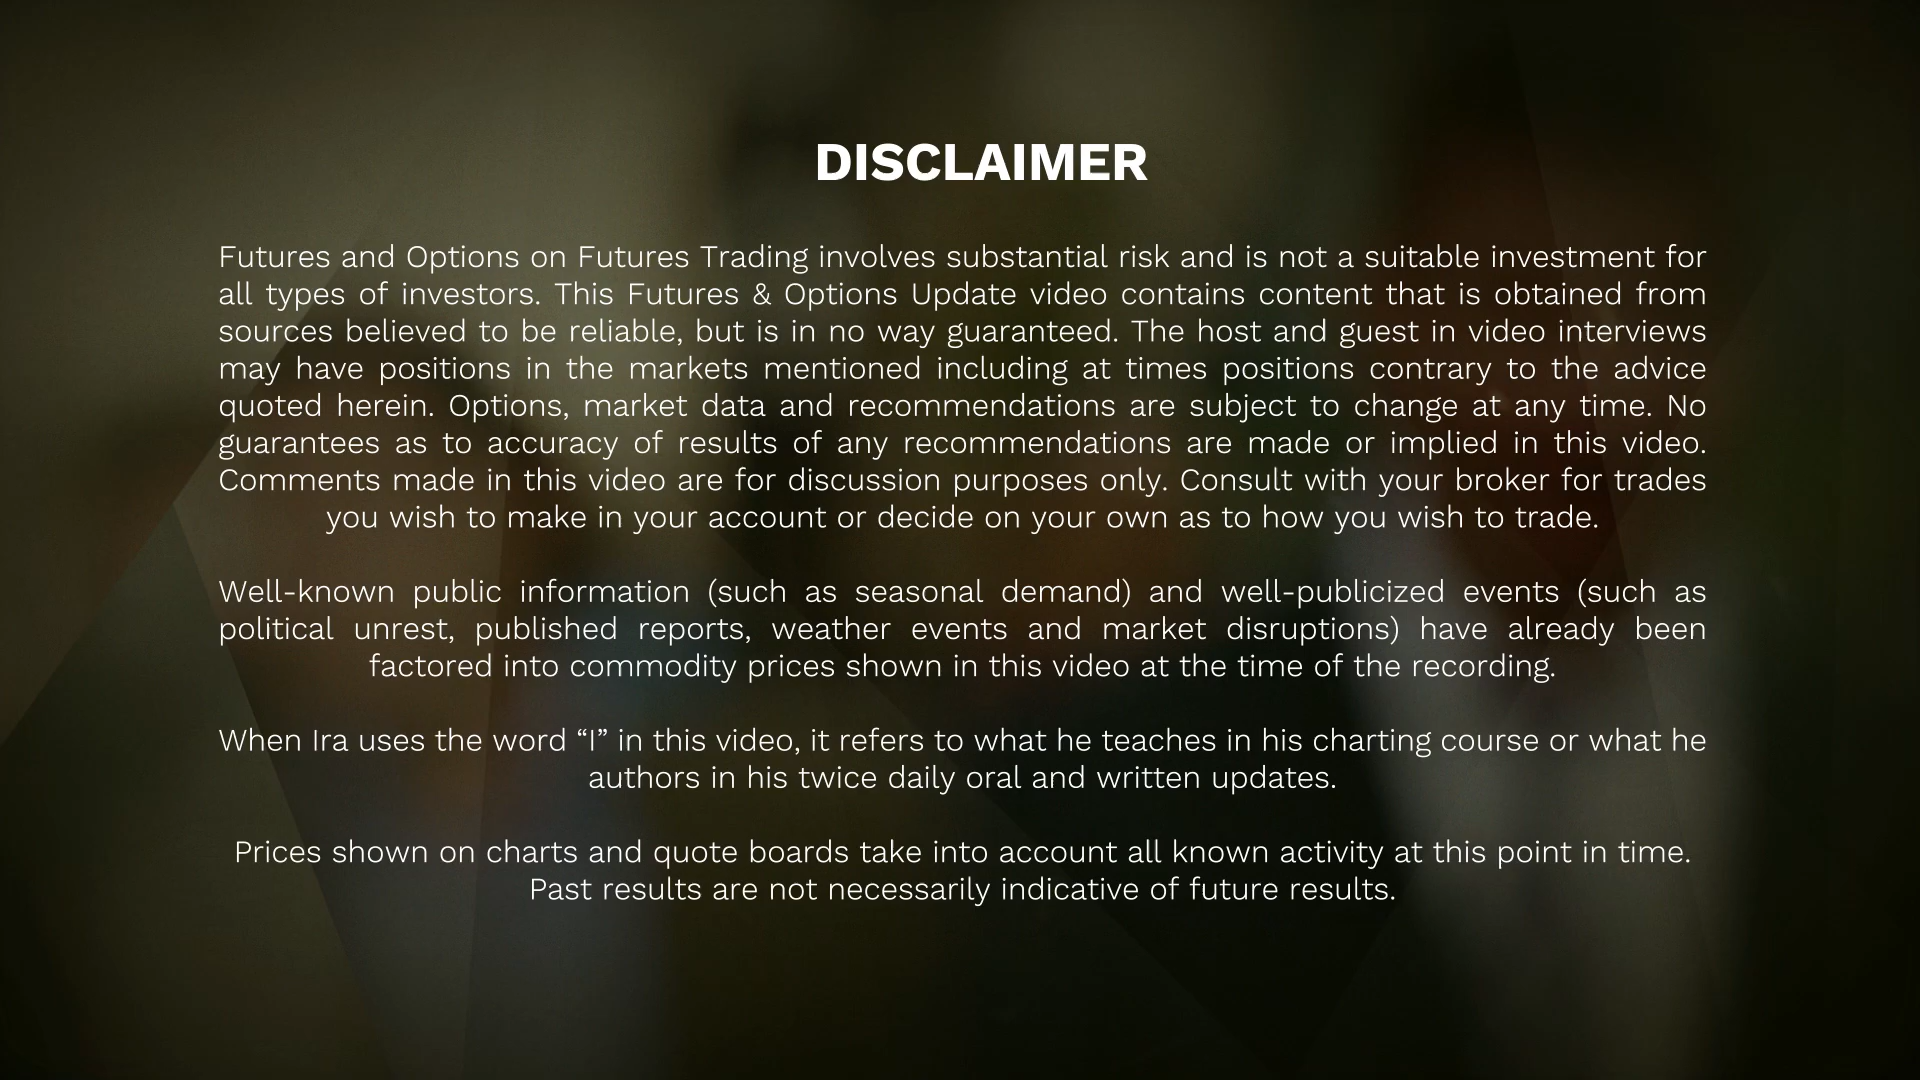 DISCLAIMER
Futures and Options on Futures Trading involves substantial risk and is not a suitable investment for
all types of investors. This Futures & Options Update video contains content that is obtained from
sources believed to be reliable, but is in no way guaranteed. The host and guest in video interviews
may have positions in the markets mentioned including at times positions contrary to the advice
quoted herein. Options, market data and recommendations are subject to change at any time. No
guarantees as to accuracy of results of any recommendations are made or implied in this video.
Comments made in this video are for discussion purposes only. Consult with your broker for trades
you wish to make in your account or decide on your own as to how you wish to trade.
Well-known public information (such as seasonal demand) and well-publicized events (such as
political unrest, published reports, weather events and market disruptions) have already been
factored into commodity prices shown in this video at the time of the recording.
When Ira uses the word “I” in this video, it refers to what he teaches in his charting course or what he
authors in his twice daily oral and written updates.
Prices shown on charts and quote boards take into account all known activity at this point in time.
Past results are not necessarily indicative of future results.